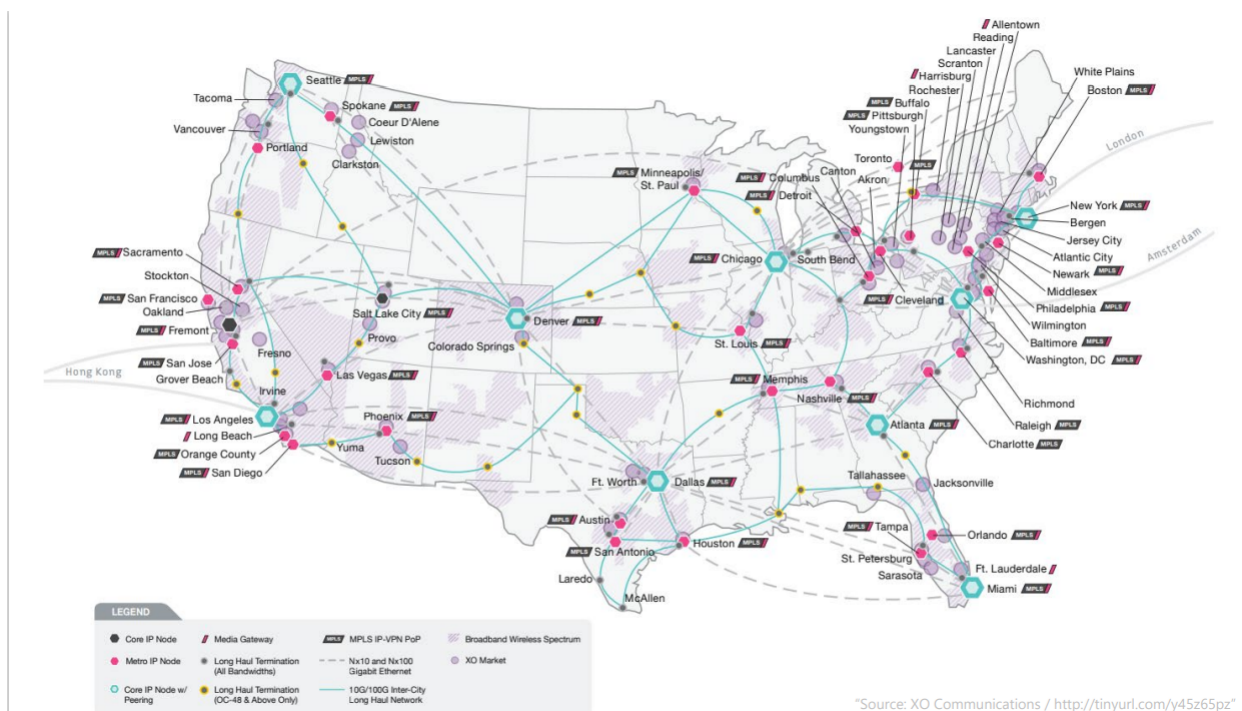 Seattle MPLS
Tacoma
Spokane MPLS
Coeur D'Alene
Vancouver
Lewiston
Portland
Clarkston
MPLS Sacramento
Stockton
MPLS San Francisco
Oakland
MPLS Fremont
Fresno
MPLS San Jose
Grover Beach
Hong Kong
Irvine
MPLS Los Angeles
Long Beach
MPLS Orange County
MPLS San Diego
Salt Lake City MPLS
Provo
Las Vegas MPLS
Phoenix MPLS
Yuma
Tucson
Denver MPLS
Colorado Springs
MPLS Minneapolis/
St. Paul
MPLS Chicago
South Bend
St. Louis MPLS
MPLS Memphis
Nashville MPLS
Ft. Worth
Dallas MPLS
MPLS Austin
MPLS San Antonio
Houston MPLS
Laredo
McAllen
Allentown
Reading
Lancaster
Scranton
Harrisburg
Rochester
MPLS Buffalo
MPLS Pittsburgh
Youngstown
Toronto
MPLS
Canton
Akron
MPLS Columbus
MPLS Detroit
MPLS Cleveland
White Plains
Boston MPLS
London
New York MPLS
Bergen
Jersey City
Amsterdam
Atlantic City
Newark MPLS
Middlesex
Philadelphia MPLS
Wilmington
Baltimore MPLS
Washington, DC MPLS
Richmond
Raleigh MPLS
Charlotte MPLS
Atlanta MPLS
Tallahassee
Jacksonville
MPLS Tampa
Orlando MPLS
St. Petersburg
Sarasota
Ft. Lauderdale
Miami MPLS
LEGEND
Core IP Node
Media Gateway
MPLS MPLS IP-VPN PoP
Broadband Wireless Spectrum
Metro IP Node
Long Haul Termination
(All Bandwidths)
Nx10 and Nx100
Gigabit Ethernet
XO Market
Core IP Node w/
Peering
Long Haul Termination
(OC-48 & Above Only)
10G/100G Inter-City
Long Haul Network
"Source: XO Communications / http://tinyurl.com/y45z65pz"